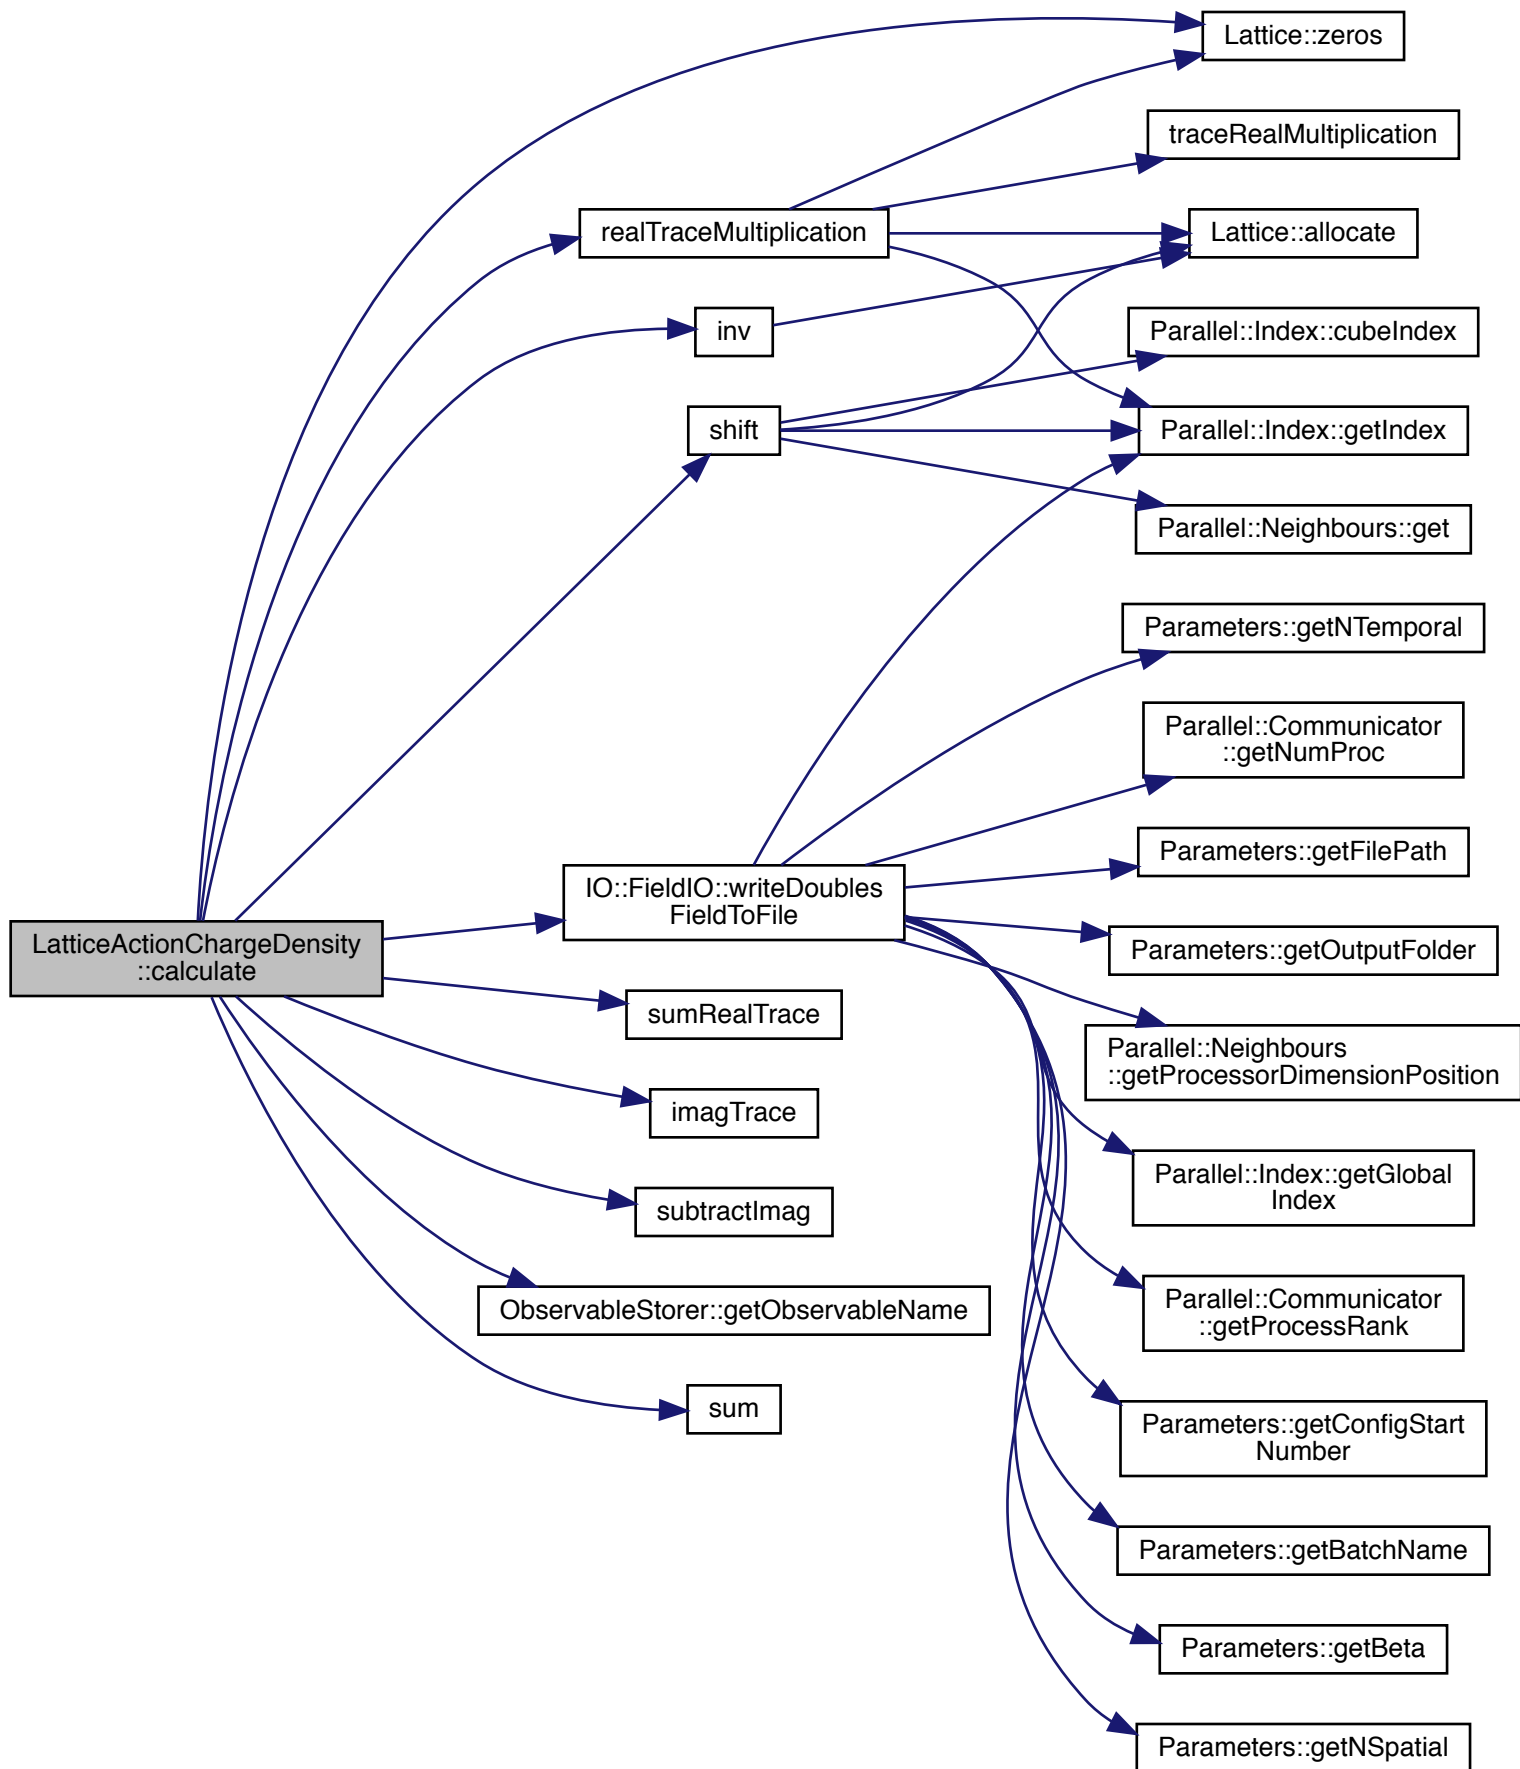 Lattice::zeros
traceRealMultiplication
realTraceMultiplication
Lattice::allocate
inv
Parallel::Index::cubeIndex
shift
Parallel::Index::getIndex
Parallel::Neighbours::get
Parameters::getNTemporal
Parallel::Communicator
::getNumProc
Parameters::getFilePath
IO::FieldIO::writeDoubles
FieldToFile
LatticeActionChargeDensity
::calculate
Parameters::getOutputFolder
sumRealTrace
Parallel::Neighbours
::getProcessorDimensionPosition
imagTrace
Parallel::Index::getGlobal
Index
subtractImag
ObservableStorer::getObservableName
Parallel::Communicator
::getProcessRank
sum
Parameters::getConfigStart
Number
Parameters::getBatchName
Parameters::getBeta
Parameters::getNSpatial